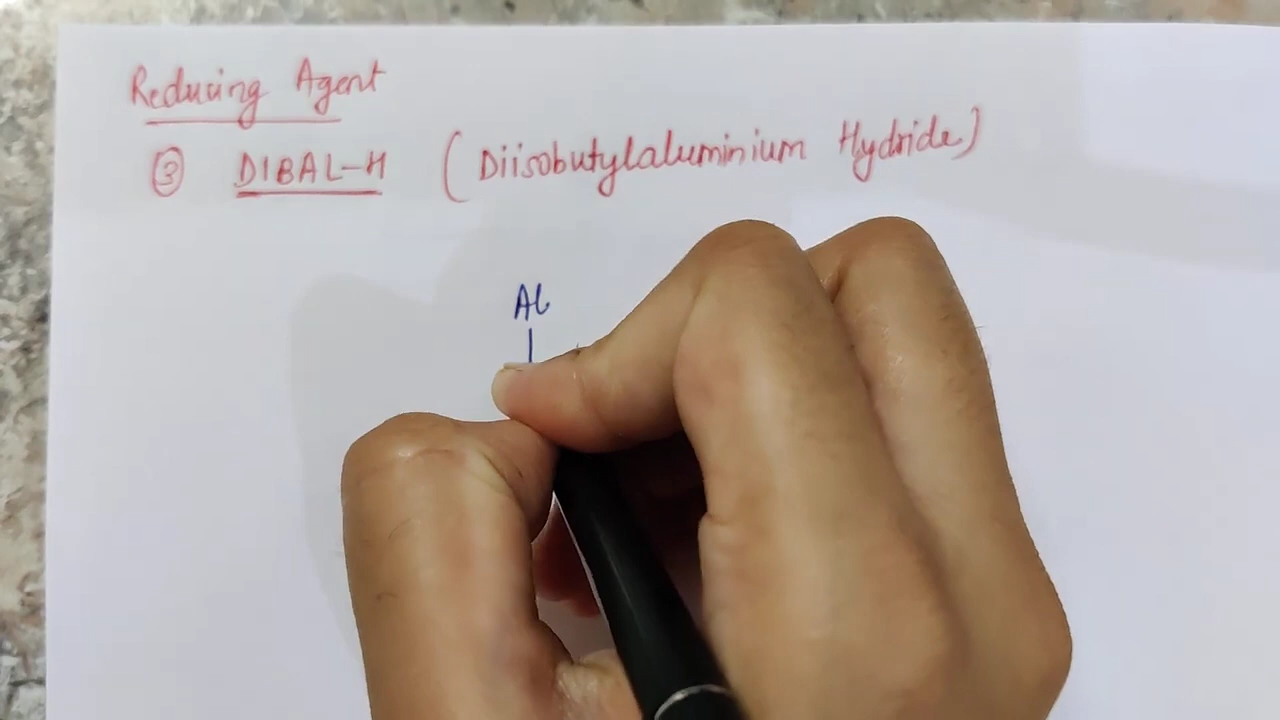 Reducing Agent
③ DIBAL-H (Diisobutylaluminium Hydride)
Al